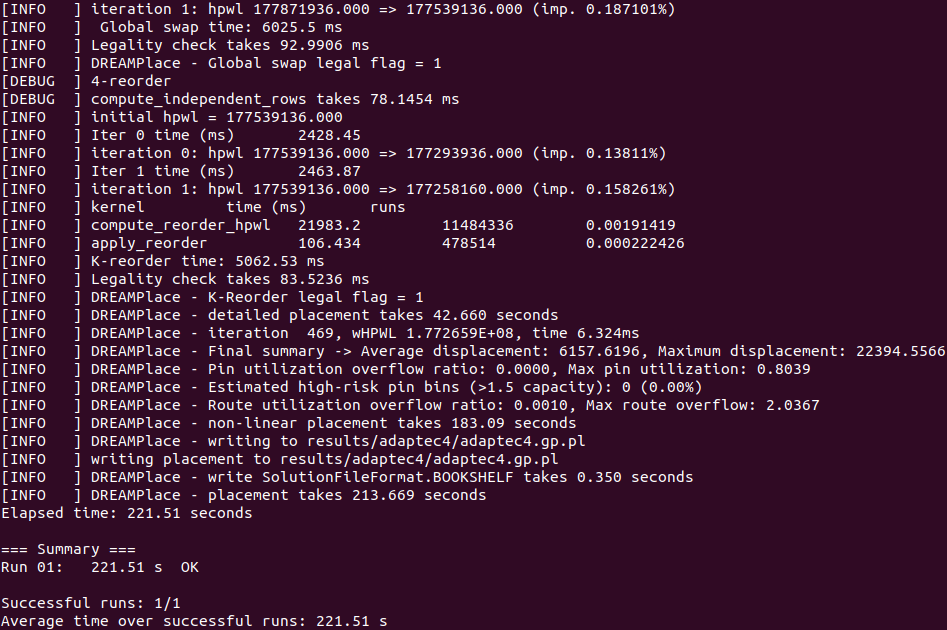 [INFO   ] iteration 1: hpwl 177871936.000 => 177539136.000 (imp. 0.187101%)
[INFO   ]  Global swap time: 6025.5 ms
[INFO   ] Legality check takes 92.9906 ms
[INFO   ] DREAMPlace - Global swap legal flag = 1
[DEBUG  ] 4-reorder
[DEBUG  ] compute_independent_rows takes 78.1454 ms
[INFO   ] initial hpwl = 177539136.000
[INFO   ] Iter 0 time (ms)       2428.45
[INFO   ] iteration 0: hpwl 177539136.000 => 177293936.000 (imp. 0.13811%)
[INFO   ] Iter 1 time (ms)       2463.87
[INFO   ] iteration 1: hpwl 177539136.000 => 177258160.000 (imp. 0.158261%)
[INFO   ] kernel         time (ms)       runs
[INFO   ] compute_reorder_hpwl   21983.2         11484336        0.00191419
[INFO   ] apply_reorder          106.434         478514          0.000222426
[INFO   ] K-reorder time: 5062.53 ms
[INFO   ] Legality check takes 83.5236 ms
[INFO   ] DREAMPlace - K-Reorder legal flag = 1
[INFO   ] DREAMPlace - detailed placement takes 42.660 seconds
[INFO   ] DREAMPlace - iteration  469, wHPWL 1.772659E+08, time 6.324ms
[INFO   ] DREAMPlace - Final summary -> Average displacement: 6157.6196, Maximum displacement: 22394.5566
[INFO   ] DREAMPlace - Pin utilization overflow ratio: 0.0000, Max pin utilization: 0.8039
[INFO   ] DREAMPlace - Estimated high-risk pin bins (>1.5 capacity): 0 (0.00%)
[INFO   ] DREAMPlace - Route utilization overflow ratio: 0.0010, Max route overflow: 2.0367
[INFO   ] DREAMPlace - non-linear placement takes 183.09 seconds
[INFO   ] DREAMPlace - writing to results/adaptec4/adaptec4.gp.pl
[INFO   ] writing placement to results/adaptec4/adaptec4.gp.pl
[INFO   ] DREAMPlace - write SolutionFileFormat.BOOKSHELF takes 0.350 seconds
[INFO   ] DREAMPlace - placement takes 213.669 seconds
Elapsed time: 221.51 seconds

=== Summary ===
Run 01:   221.51 s  OK

Successful runs: 1/1
Average time over successful runs: 221.51 s